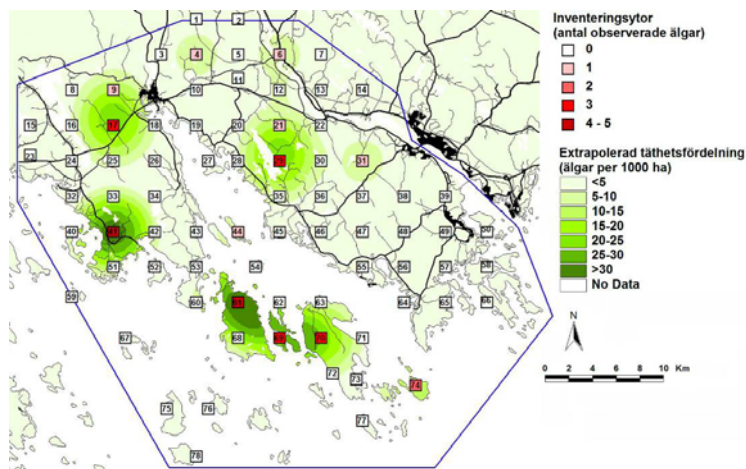 Inventeringsytor
(antal observerade älgar)
0
1
2
3
4 - 5
Extrapolerad täthetsfördelning
(älgar per 1000 ha)
<5
5-10
10-15
15-20
20-25
25-30
>30
No Data
N
0 2 4 6 8 10 Km
1 2
3 4 5 6 7
11
8 9 10 12 13 14
15 16 17 18 19 20 21 22
23 24 25 26 27 28 29 30 31
32 33 34 35 36 37 38 39
40 41 42 43 44 45 46 47 48 49 50
51 52 53 54 55 56 57 58
59 60 62 63 64 65 66
67 68 69 70 71
72 73 74
75 76 77
78